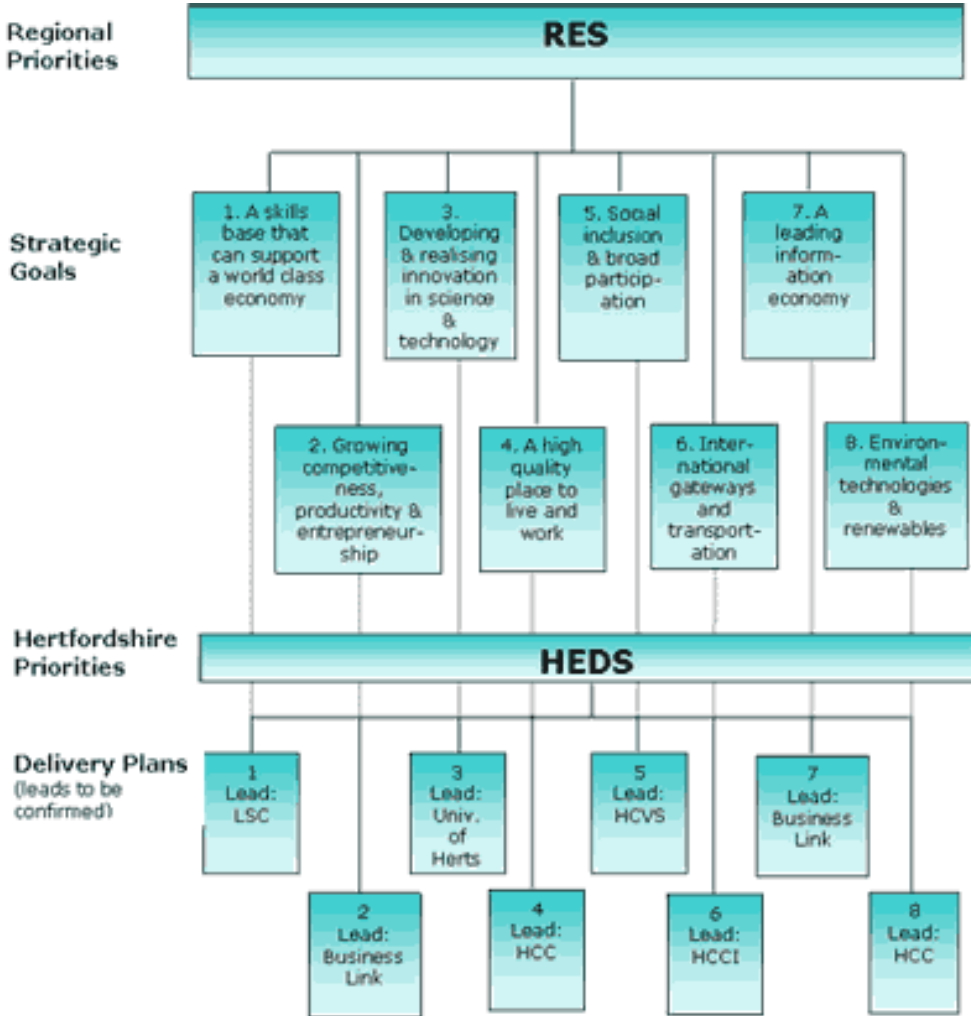 Regional
Priorities
RES
Strategic
Goals
1. A skills
base that
can support
a world class
economy
3.
Developing
& realising
innovation
in science
&
technology
5. Social
inclusion
& broad
particip-
ation
7. A
leading
inform-
ation
economy
2. Growing
competitive-
ness,
productivity &
entrepreneur-
ship
4. A high
quality
place to
live and
work
6. Inter-
national
gateways
and
transport-
ation
8. Environ-
mental
technologies
&
renewables
Hertfordshire
Priorities
HEDS
Delivery Plans
(leads to be
confirmed)
1
Lead:
LSC
3
Lead:
Univ.
of
Herts
5
Lead:
HCVS
7
Lead:
Business
Link
2
Lead:
Business
Link
4
Lead:
HCC
6
Lead:
HCCI
8
Lead:
HCC